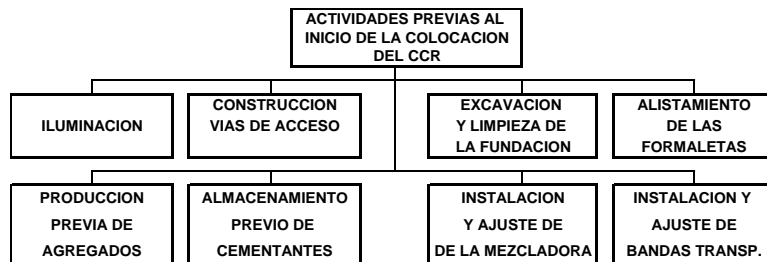 ACTIVIDADES PREVIAS AL
INICIO DE LA COLOCACION
DEL CCR
ILUMINACION
CONSTRUCCION
VIAS DE ACCESO
EXCAVACION
Y LIMPIEZA DE
LA FUNDACION
ALISTAMIENTO
DE LAS
FORMALETAS
PRODUCCION
PREVIA DE
AGREGADOS
ALMACENAMIENTO
PREVIO DE
CEMENTANTES
INSTALACION
Y AJUSTE DE
DE LA MEZCLADORA
INSTALACION Y
AJUSTE DE
BANDAS TRANSP.